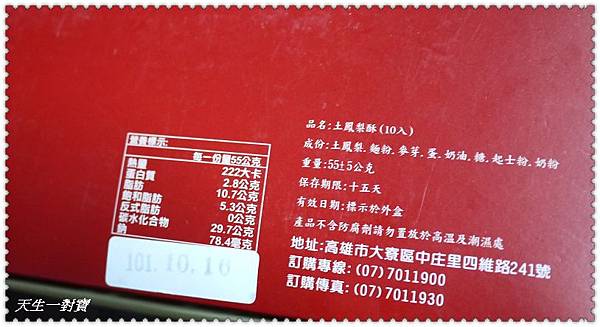 營養標示:
每一份量55公克
熱量 222大卡
蛋白質 2.8公克
脂肪 10.7公克
飽和脂肪 5.3公克
反式脂肪 0公克
碳水化合物 29.7公克
鈉 78.4毫克
101.10.16
品名:土鳳梨酥(10入)
成份:土鳳梨.麵粉.麥芽.蛋.奶油.糖.起士粉.奶粉
重量:55±5公克
保存期限:十五天
有效日期:標示於外盒
產品不含防腐劑請勿置放於高溫及潮濕處
地址:高雄市大寮區中庄里四維路241號
訂購專線: (07) 7011900
訂購傳真: (07) 7011930
天生一對寶